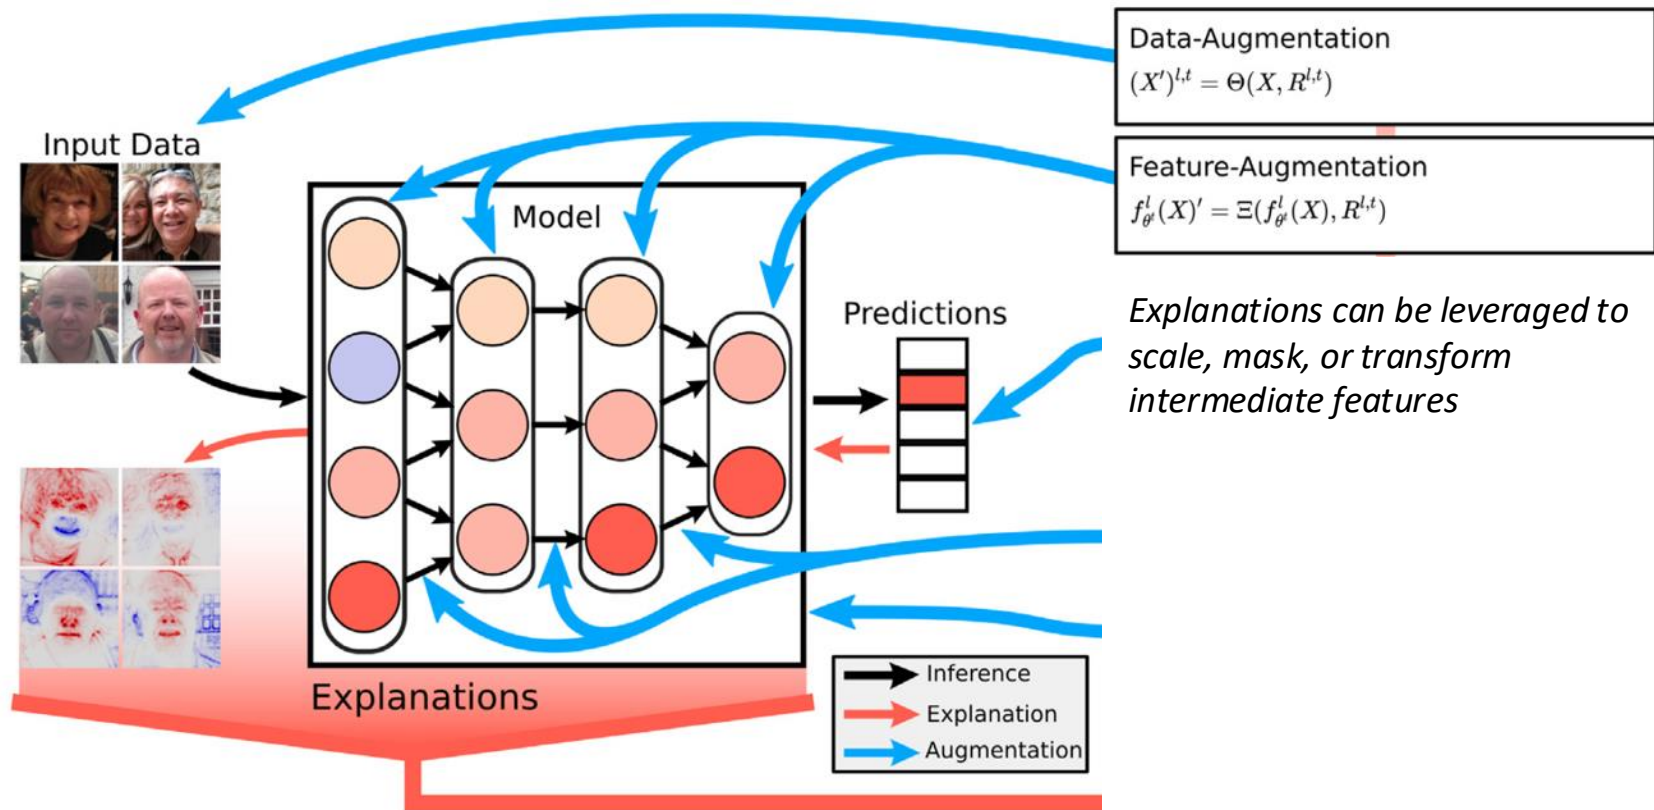 Data-Augmentation
(X')^{l,t} = Θ(X, R^{l,t})
Input Data
Feature-Augmentation
f^l_{θ^t}(X)' = Ξ(f^l_{θ^t}(X), R^{l,t})
Model
Predictions
Explanations can be leveraged to
scale, mask, or transform
intermediate features
Explanations
Inference
Explanation
Augmentation